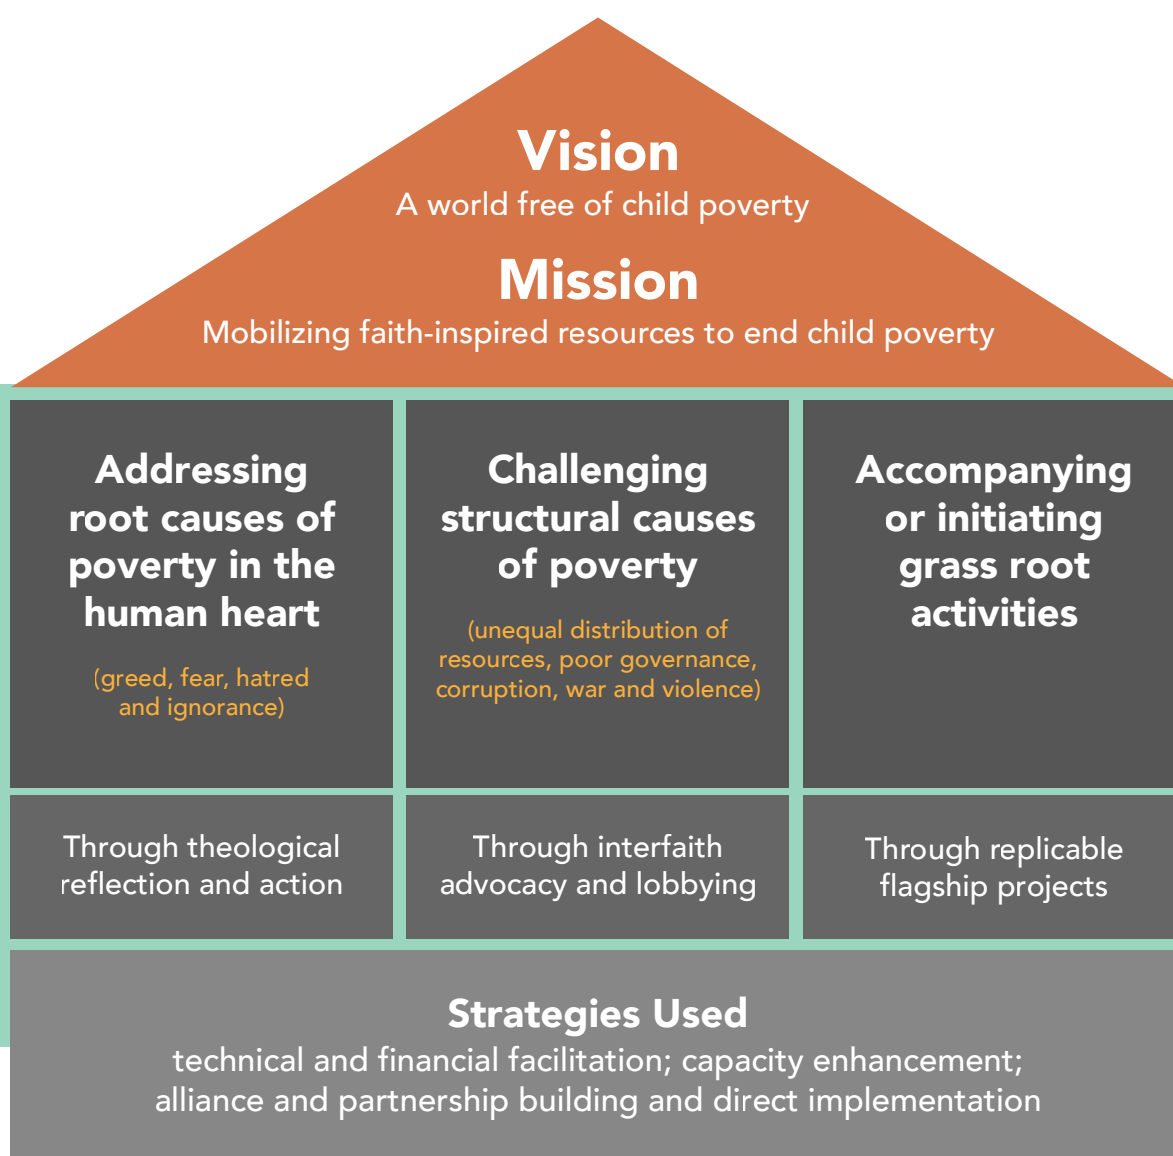 Vision
A world free of child poverty
Mission
Mobilizing faith-inspired resources to end child poverty
Addressing
root causes of
poverty in the
human heart
(greed, fear, hatred
and ignorance)
Challenging
structural causes
of poverty
(unequal distribution of
resources, poor governance,
corruption, war and violence)
Accompanying
or initiating
grass root
activities
Through theological
reflection and action
Through interfaith
advocacy and lobbying
Through replicable
flagship projects
Strategies Used
technical and financial facilitation; capacity enhancement;
alliance and partnership building and direct implementation